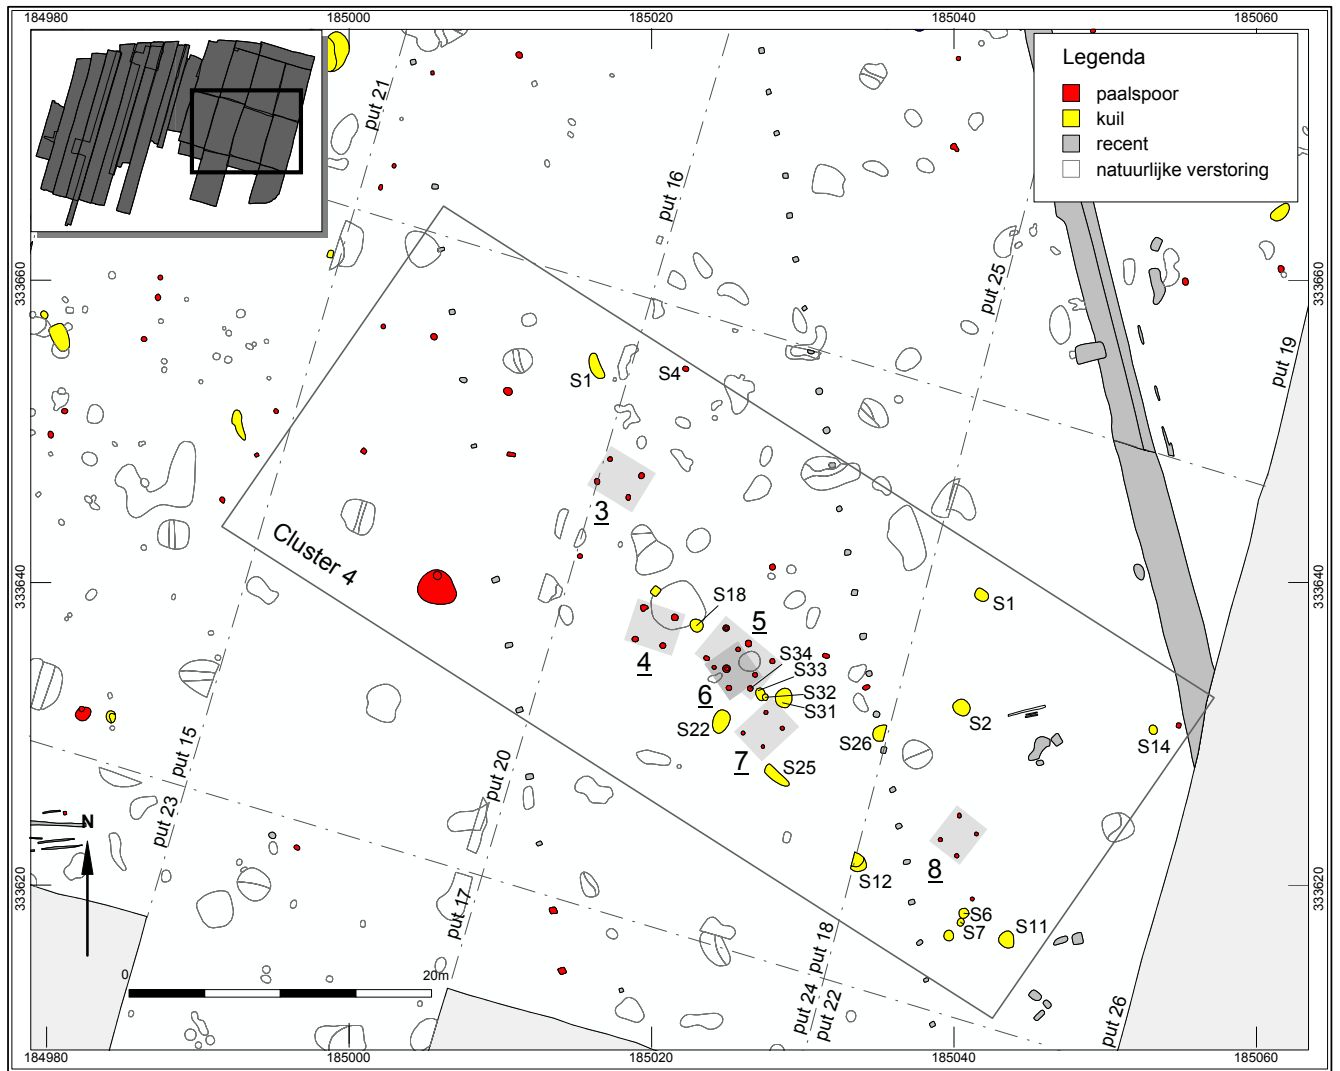 184980
185000
185020
185040
185060
Legenda
paalspoor
kuil
recent
natuurlijke verstoring
put 21
put 16
put 25
put 19
333660
333660
S1
S4
3
Cluster 4
333640
333640
S18
S1
5
S34
S33
4
S32
6
S31
S2
S22
S26
S14
7
S25
put 15
put 20
put 23
N
8
S12
333620
333620
put 17
S6
S7
S11
put 18
0
20m
put 24
put 22
put 26
184980
185000
185020
185040
185060